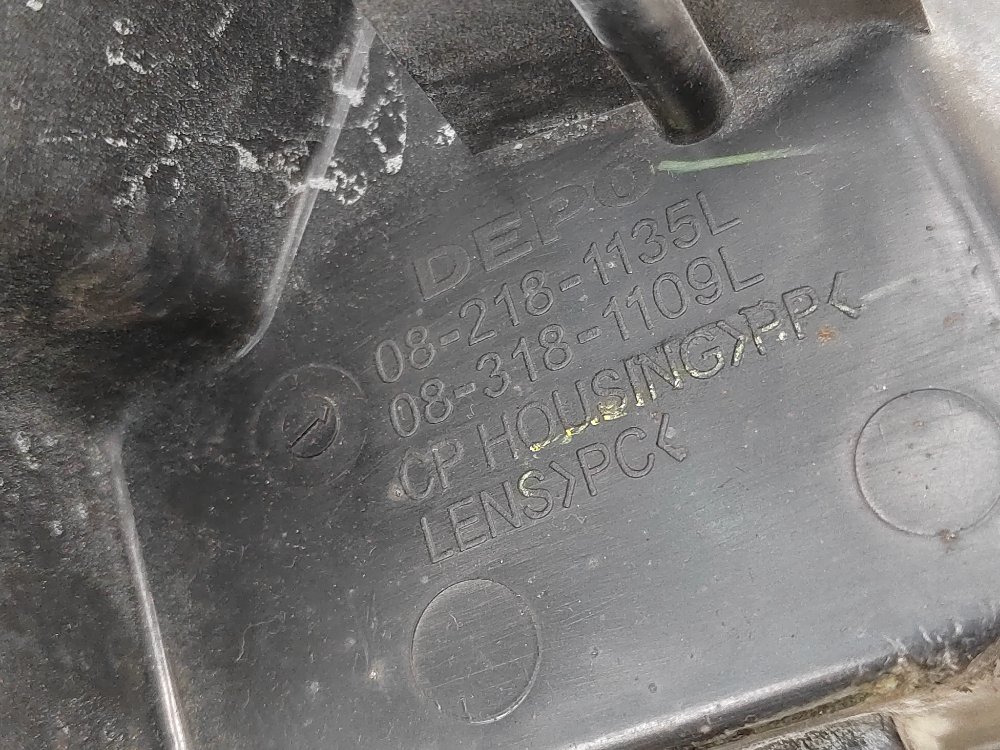 DEPO
08-218-1135L
08-318-1109L
CP HOUSING>PP<
LENS>PC<